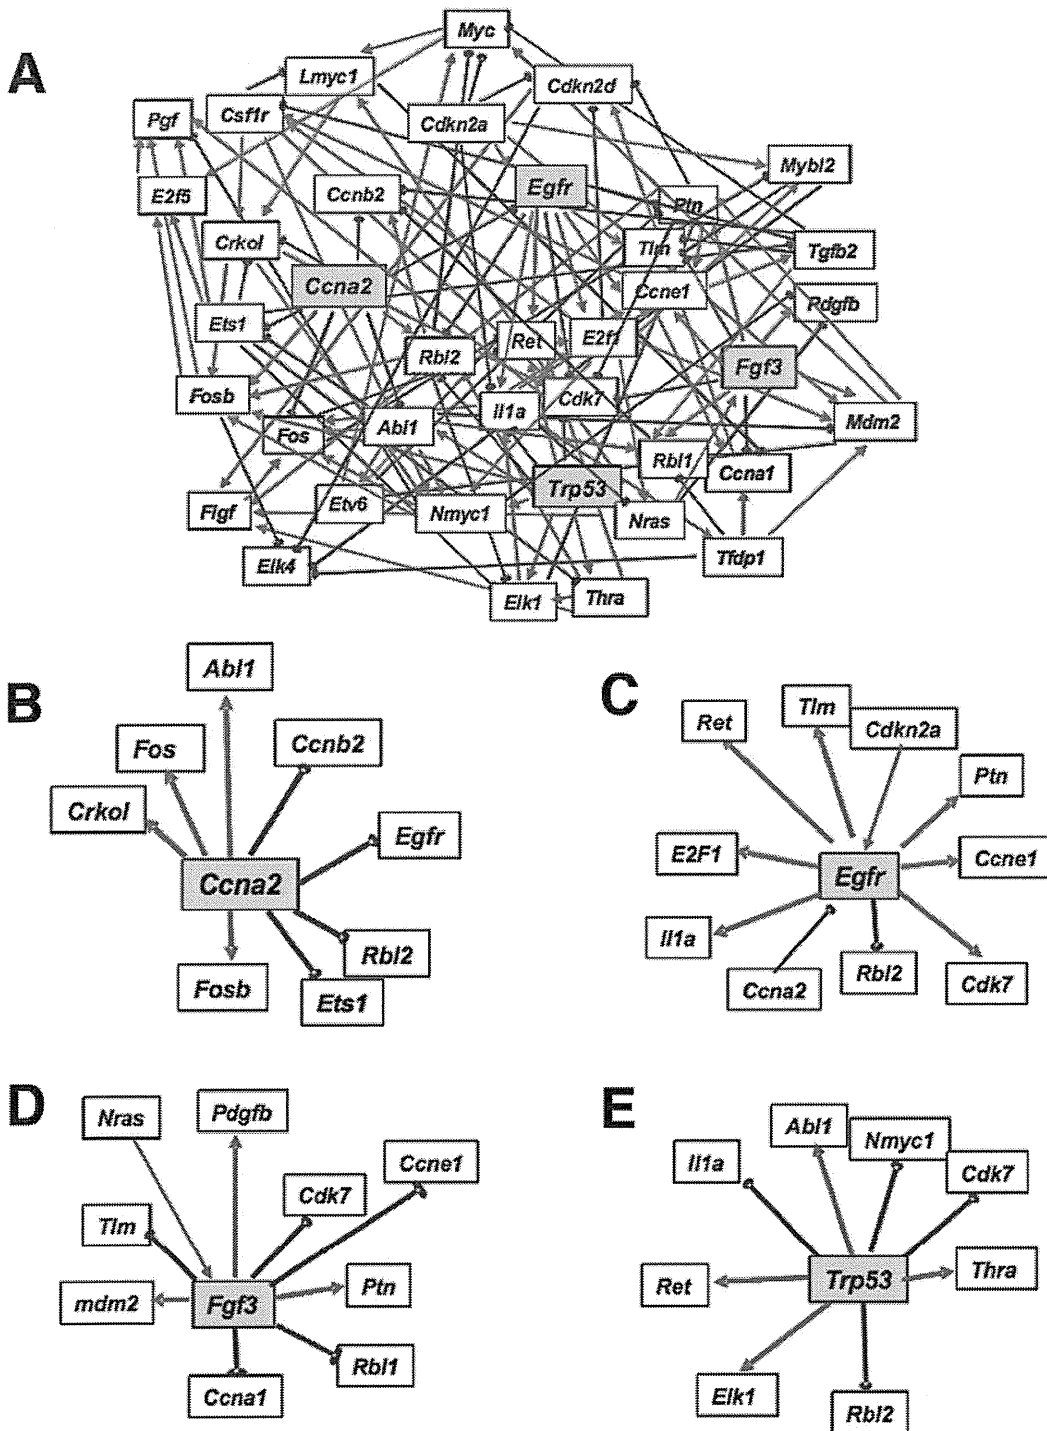 A
Myc
Lmyc1
Cdkn2d
Pgf
Csf1r
Cdkn2a
Mybl2
E2f5
Ccnb2
Egfr
Ptn
Crkol
Tlm
Tgfb2
Ccna2
Ccne1
Pdgfb
Ets1
Rbl2
Ret
E2f1
Fgf3
Fosb
Cdk7
Il1a
Mdm2
Fos
Abl1
Rbl1
Ccna1
Trp53
Figf
Etv6
Nmyc1
Nras
Tfdp1
Elk4
Elk1
Thra
B
Abl1
Fos
Ccnb2
Crkol
Egfr
Ccna2
Rbl2
Fosb
Ets1
C
Ret
Tlm
Cdkn2a
Ptn
E2F1
Ccne1
Egfr
Il1a
Ccna2
Rbl2
Cdk7
D
Nras
Pdgfb
Ccne1
Cdk7
Tlm
Ptn
mdm2
Fgf3
Rbl1
Ccna1
E
Abl1
Nmyc1
Il1a
Cdk7
Ret
Trp53
Thra
Elk1
Rbl2